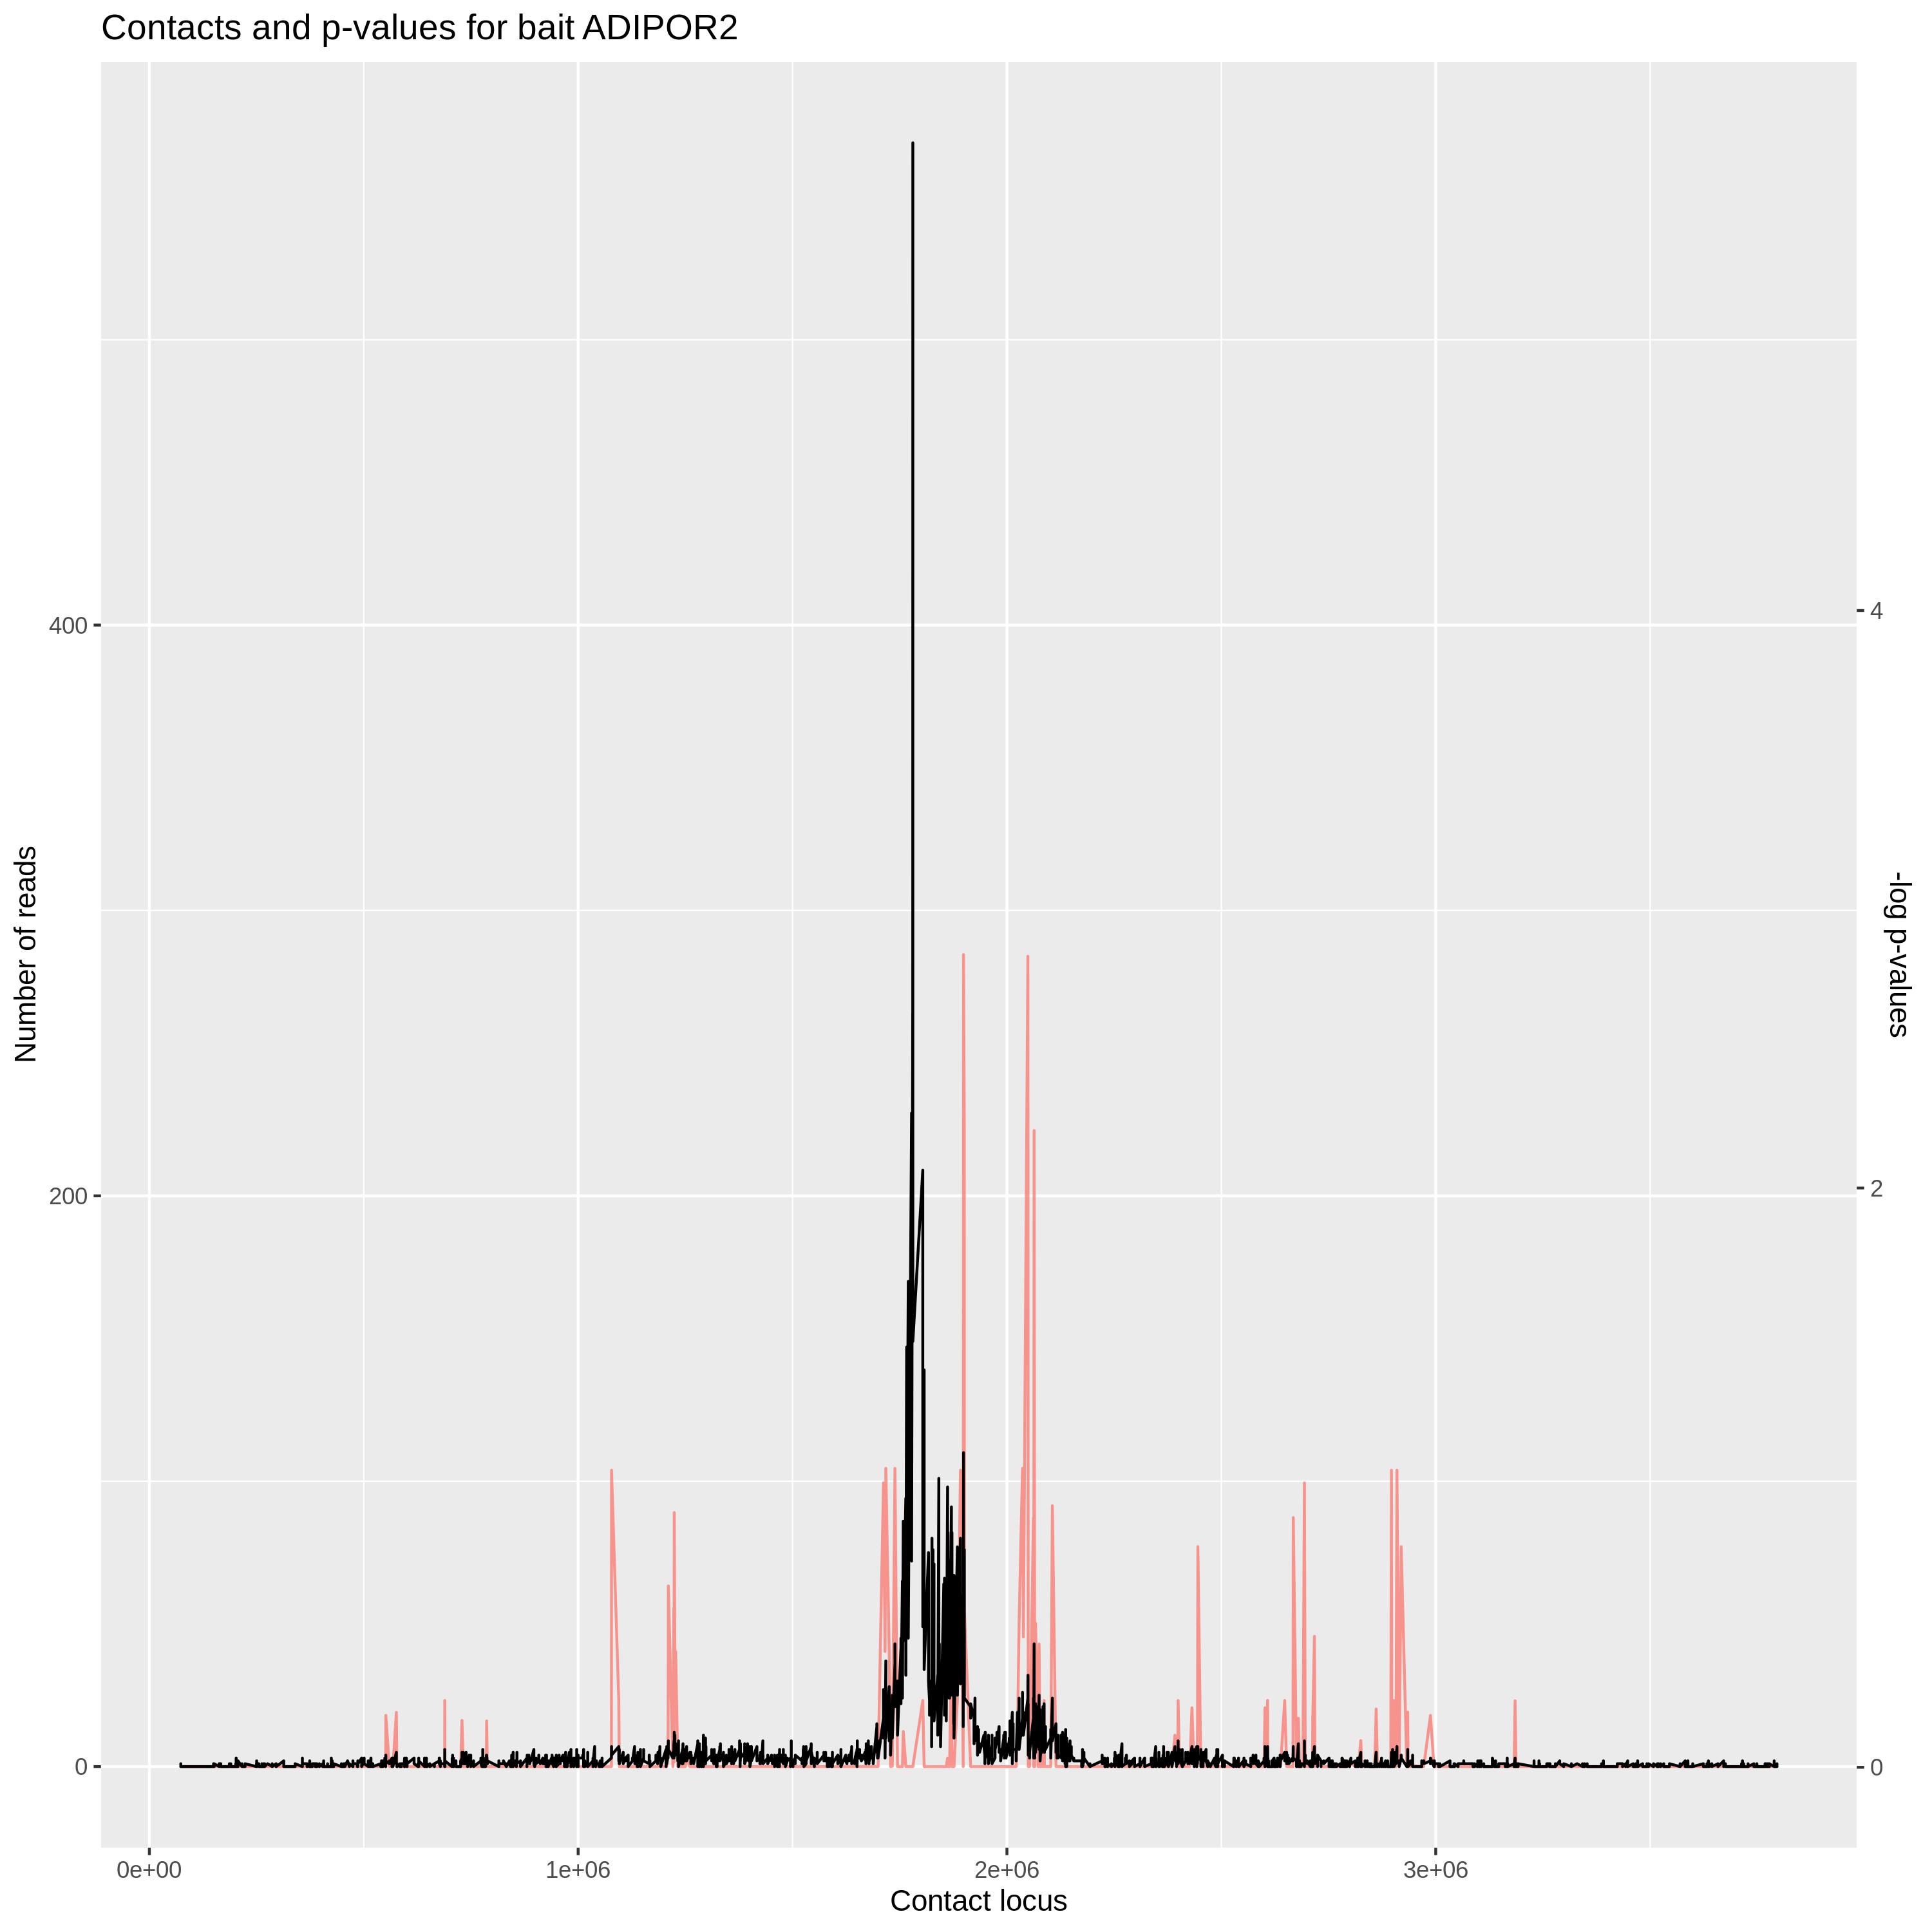 Contacts and p-values for bait ADIPOR2
Number of reads
400
200
0
4
2
0
-log p-values
0e+00 1e+06 2e+06 3e+06
Contact locus